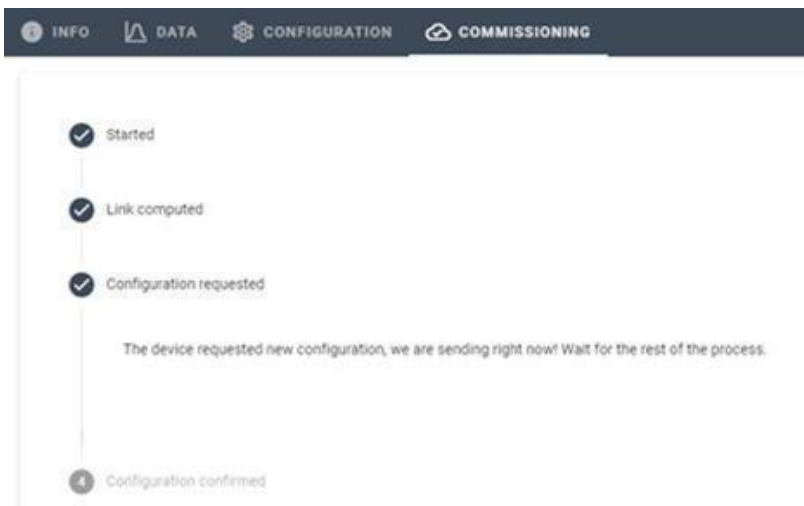 INFO DATA CONFIGURATION COMMISSIONING
Started
Link computed
Configuration requested
The device requested new configuration, we are sending right now! Wait for the rest of the process.
4 Configuration confirmed